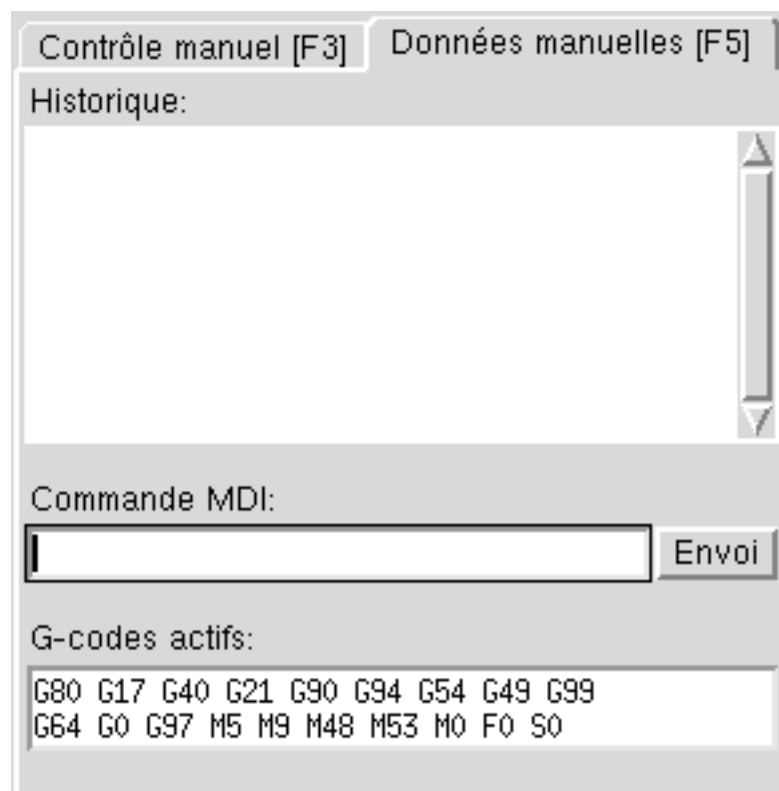 Contrôle manuel [F3] Données manuelles [F5]
Historique:
Commande MDI:
Envoi
G-codes actifs:
G80 G17 G40 G21 G90 G94 G54 G49 G99
G64 G0 G97 M5 M9 M48 M53 M0 F0 S0